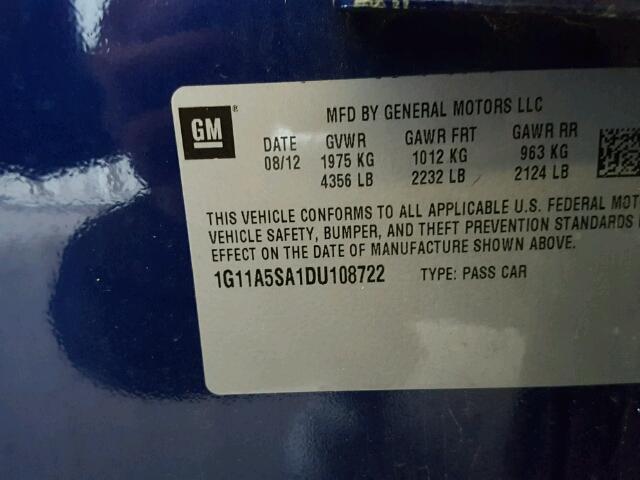 GM ®
MFD BY GENERAL MOTORS LLC
DATE GVWR GAWR FRT GAWR RR
08/12 1975 KG 1012 KG 963 KG
4356 LB 2232 LB 2124 LB
THIS VEHICLE CONFORMS TO ALL APPLICABLE U.S. FEDERAL MOT
VEHICLE SAFETY, BUMPER, AND THEFT PREVENTION STANDARDS
EFFECT ON THE DATE OF MANUFACTURE SHOWN ABOVE.
1G11A5SA1DU108722 TYPE: PASS CAR